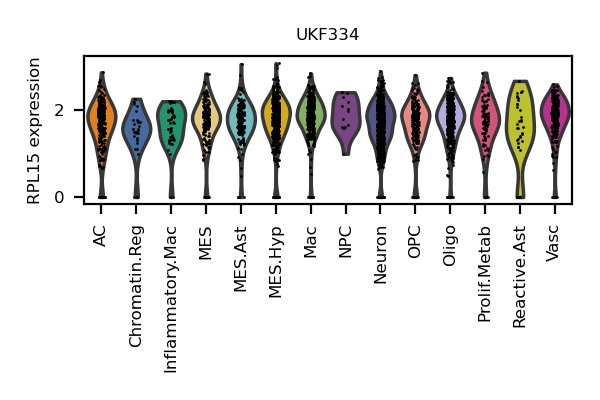 UKF334
RPL15 expression
2
0
AC
Chromatin.Reg
Inflammatory.Mac
MES
MES.Ast
MES.Hyp
Mac
NPC
Neuron
OPC
Oligo
Prolif.Metab
Reactive.Ast
Vasc